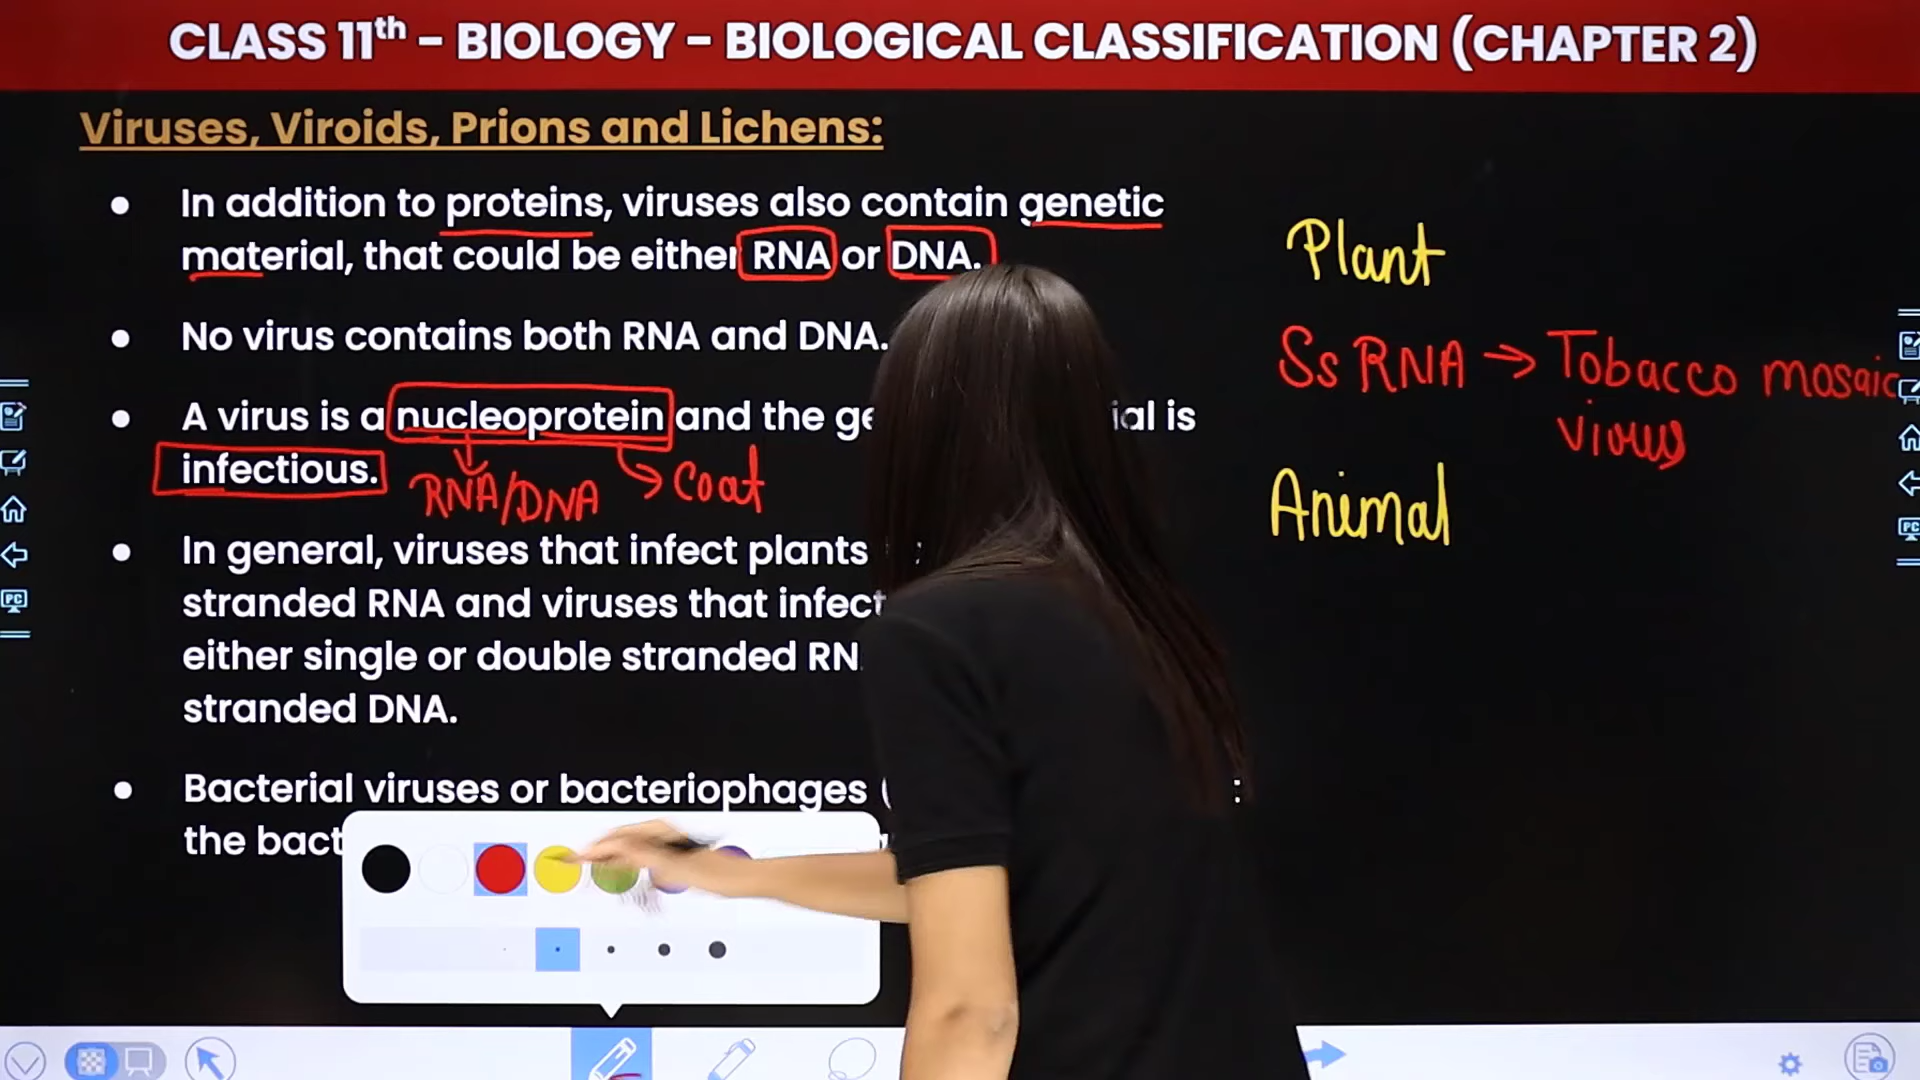 CLASS 11th - BIOLOGY - BIOLOGICAL CLASSIFICATION (CHAPTER 2)
Viruses, Viroids, Prions and Lichens:
● In addition to proteins, viruses also contain genetic
material, that could be either RNA or DNA.
● No virus contains both RNA and DNA.
● A virus is a nucleoprotein and the ial is
infectious.
RNA/DNA
coat
● In general, viruses that infect plants
stranded RNA and viruses that infect
either single or double stranded
stranded DNA.
● Bacterial viruses or bacteriophages ( :
the
Plant
Ss RNA → Tobacco mosaic
virus
Animal
PC
PC